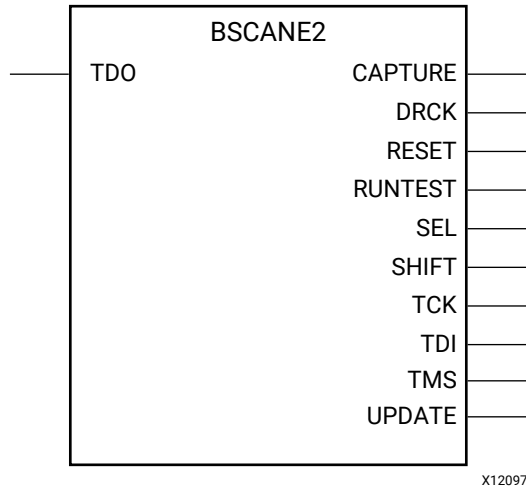 BSCANE2
TDO CAPTURE
DRCK
RESET
RUNTEST
SEL
SHIFT
TCK
TDI
TMS
UPDATE
X12097